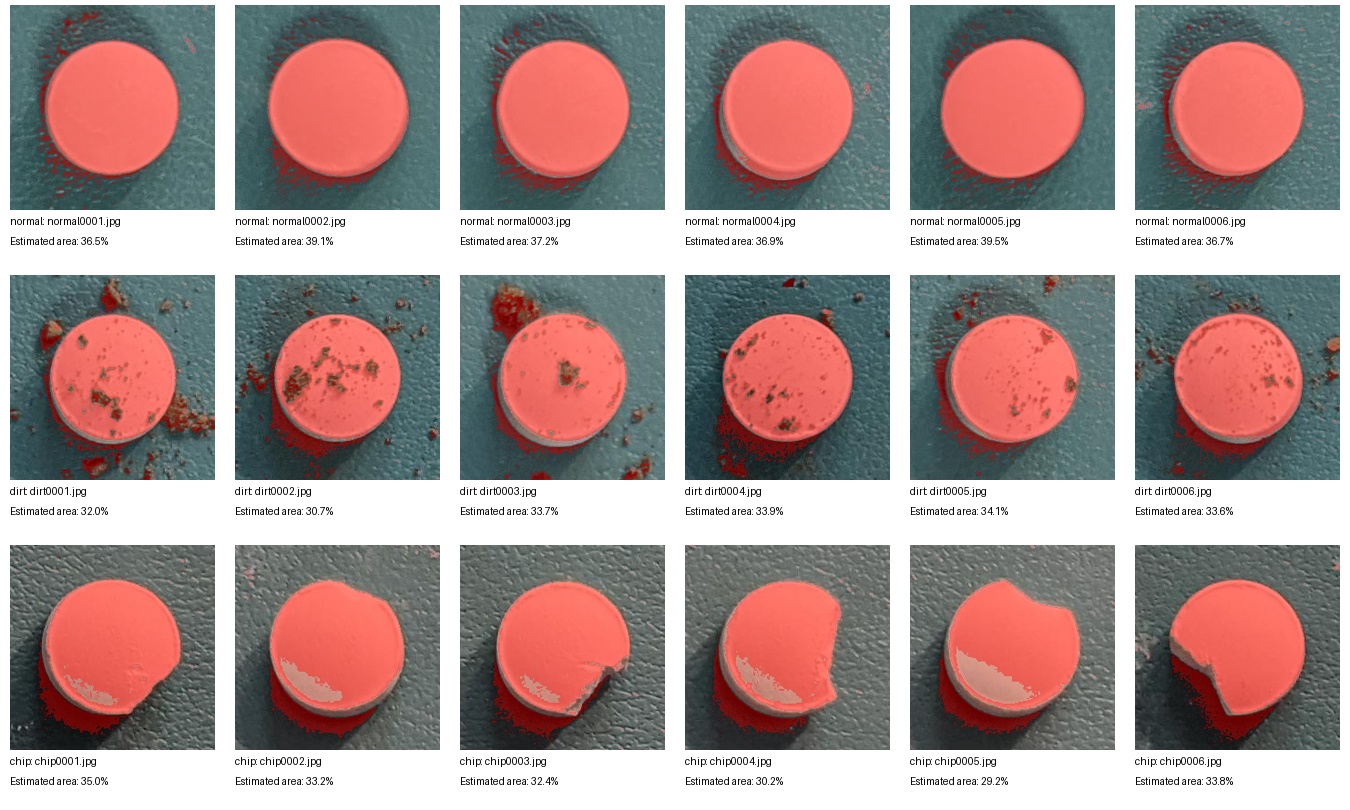 normal: normal0001.jpg
Estimated area: 36.5%
normal: normal0002.jpg
Estimated area: 39.1%
normal: normal0003.jpg
Estimated area: 37.2%
normal: normal0004.jpg
Estimated area: 36.9%
normal: normal0005.jpg
Estimated area: 39.5%
normal: normal0006.jpg
Estimated area: 36.7%
dirt: dirt0001.jpg
Estimated area: 32.0%
dirt: dirt0002.jpg
Estimated area: 30.7%
dirt: dirt0003.jpg
Estimated area: 33.7%
dirt: dirt0004.jpg
Estimated area: 33.9%
dirt: dirt0005.jpg
Estimated area: 34.1%
dirt: dirt0006.jpg
Estimated area: 33.6%
chip: chip0001.jpg
Estimated area: 35.0%
chip: chip0002.jpg
Estimated area: 33.2%
chip: chip0003.jpg
Estimated area: 32.4%
chip: chip0004.jpg
Estimated area: 30.2%
chip: chip0005.jpg
Estimated area: 29.2%
chip: chip0006.jpg
Estimated area: 33.8%